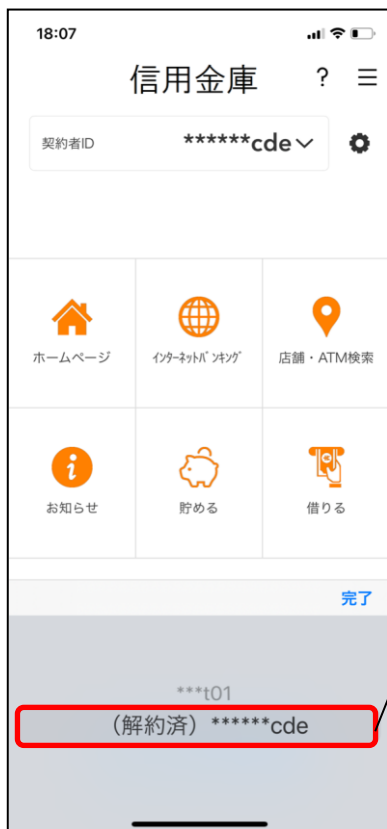 18:07
信用金庫 ?
契約者ID ******cde
ホームページ インターネットバンキング 店舗・ATM検索
お知らせ 貯める 借りる
完了
***t01
（解約済）******cde